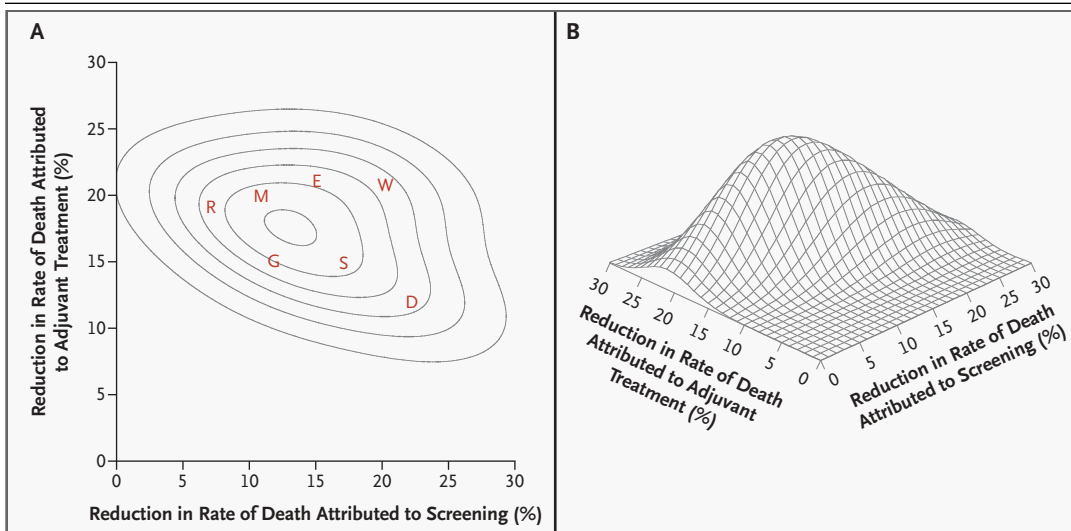 A
B
Reduction in Rate of Death Attributed
to Adjuvant Treatment (%)
30
25
20
15
10
5
0
E
W
M
R
G
S
D
0
5
10
15
20
25
30
Reduction in Rate of Death Attributed to Screening (%)
30
25
20
15
10
5
0
Reduction in Rate of Death
Attributed to Adjuvant
Treatment (%)
0
5
10
15
20
25
30
Reduction in Rate of Death
Attributed to Screening (%)